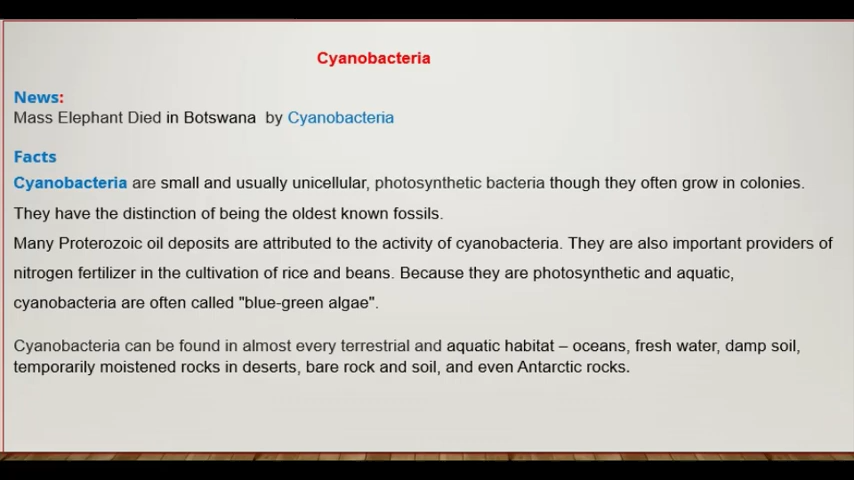 Cyanobacteria
News:
Mass Elephant Died in Botswana by Cyanobacteria
Facts
Cyanobacteria are small and usually unicellular, photosynthetic bacteria though they often grow in colonies.
They have the distinction of being the oldest known fossils.
Many Proterozoic oil deposits are attributed to the activity of cyanobacteria. They are also important providers of
nitrogen fertilizer in the cultivation of rice and beans. Because they are photosynthetic and aquatic,
cyanobacteria are often called "blue-green algae".
Cyanobacteria can be found in almost every terrestrial and aquatic habitat – oceans, fresh water, damp soil,
temporarily moistened rocks in deserts, bare rock and soil, and even Antarctic rocks.